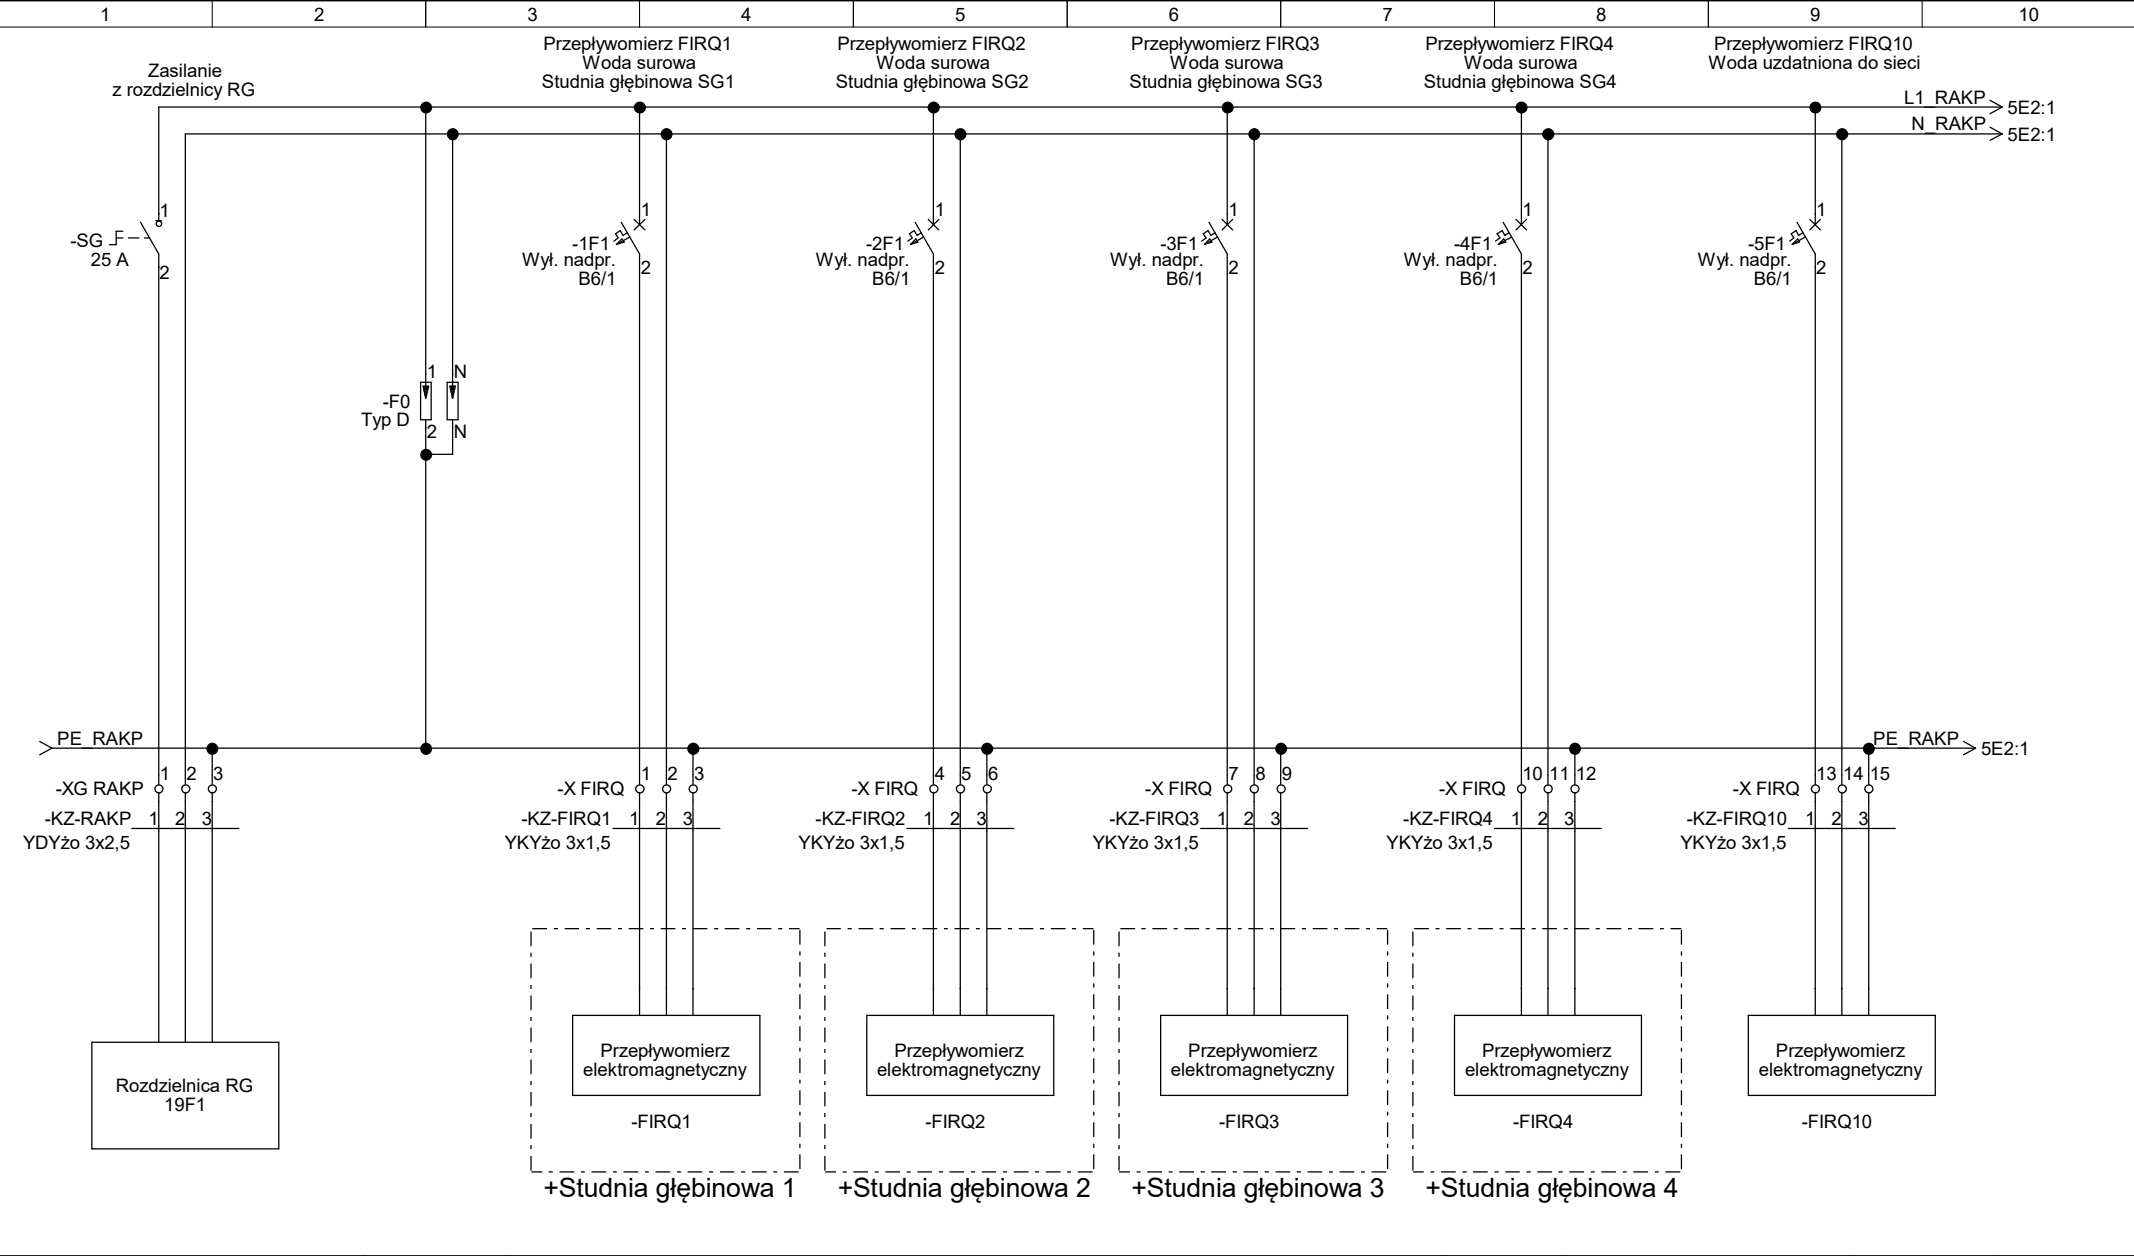 1 2 3 4 5 6 7 8 9 10
Zasilanie
z rozdzielnicy RG
Przepływomierz FIRQ1
Woda surowa
Studnia głębinowa SG1
Przepływomierz FIRQ2
Woda surowa
Studnia głębinowa SG2
Przepływomierz FIRQ3
Woda surowa
Studnia głębinowa SG3
Przepływomierz FIRQ4
Woda surowa
Studnia głębinowa SG4
Przepływomierz FIRQ10
Woda uzdatniona do sieci
L1_RAKP 5E2:1
N_RAKP 5E2:1
1
-SG
25 A
2
1
-1F1
Wył. nadpr.
B6/1
2
1
-2F1
Wył. nadpr.
B6/1
2
1
-3F1
Wył. nadpr.
B6/1
2
1
-4F1
Wył. nadpr.
B6/1
2
1
-5F1
Wył. nadpr.
B6/1
2
1 N
-F0
Typ D
2 N
PE_RAKP
PE_RAKP 5E2:1
1 2 3
-XG RAKP
-KZ-RAKP 1 2 3
YDYżo 3x2,5
1 2 3
-X FIRQ
-KZ-FIRQ1 1 2 3
YKYżo 3x1,5
4 5 6
-X FIRQ
-KZ-FIRQ2 1 2 3
YKYżo 3x1,5
7 8 9
-X FIRQ
-KZ-FIRQ3 1 2 3
YKYżo 3x1,5
10 11 12
-X FIRQ
-KZ-FIRQ4 1 2 3
YKYżo 3x1,5
13 14 15
-X FIRQ
-KZ-FIRQ10 1 2 3
YKYżo 3x1,5
Rozdzielnica RG
19F1
Przepływomierz
elektromagnetyczny
-FIRQ1
+Studnia głębinowa 1
Przepływomierz
elektromagnetyczny
-FIRQ2
+Studnia głębinowa 2
Przepływomierz
elektromagnetyczny
-FIRQ3
+Studnia głębinowa 3
Przepływomierz
elektromagnetyczny
-FIRQ4
+Studnia głębinowa 4
Przepływomierz
elektromagnetyczny
-FIRQ10